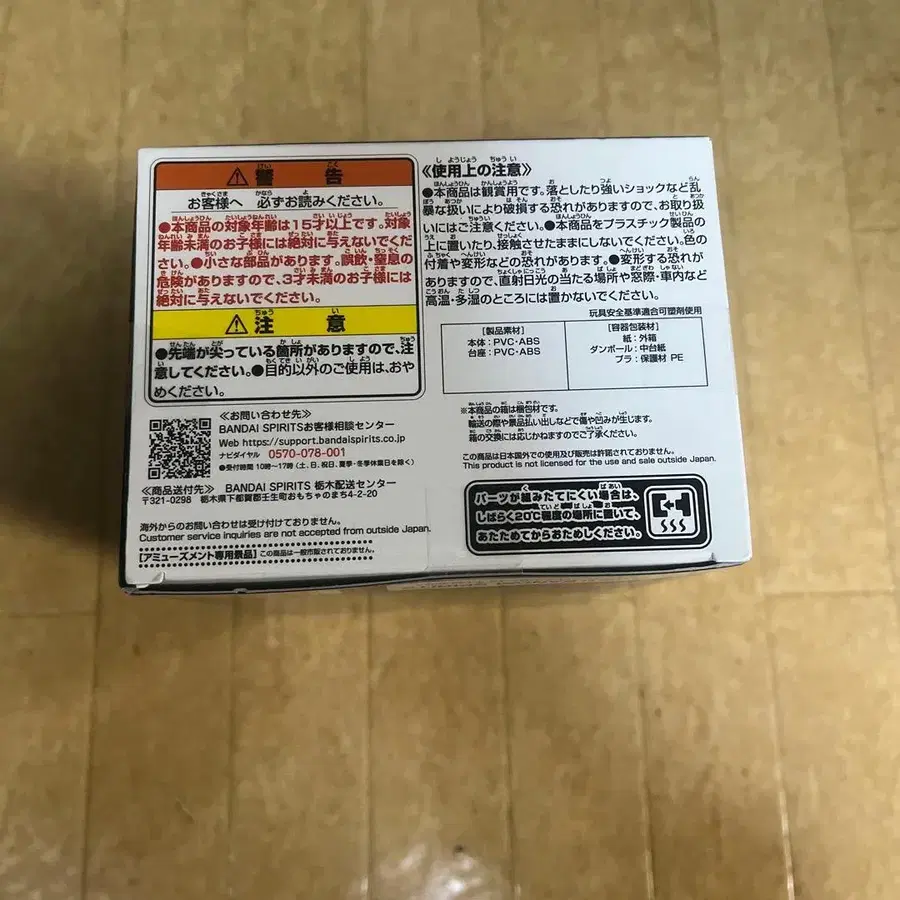 ⚠警告
お客様へ 必ずお読みください。
●本商品の対象年齢は15才以上です。対象
年齢未満のお子様には絶対に与えないでくだ
さい。●小さな部品があります。誤飲・窒息の
危険がありますので、3才未満のお子様には
絶対に与えないでください。
⚠注意
●先端が尖っている箇所がありますので、注
意してください。●目的以外のご使用は、おや
めください。
《お問い合わせ先》
BANDAI SPIRITSお客様相談センター
Web https://support.bandaispirits.co.jp
ナビダイヤル 0570-078-001
●受付時間 10時〜17時(土、日、祝日、夏季・冬季休業日を除く)
《商品送付先》 BANDAI SPIRITS 栃木配送センター
〒321-0298 栃木県下都賀郡壬生町おもちゃのまち4-2-20
海外からのお問い合わせは受け付けておりません。
Customer service inquiries are not accepted from outside Japan.
[アミューズメント専用景品] この商品は一般市販されておりません。
《使用上の注意》
●本商品は観賞用です。落としたり強いショックなど乱
暴な扱いにより破損する恐れがありますので、お取り扱
いにはご注意ください。●本商品をプラスチック製品の
上に置いたり、接触させたままにしないでください。色の
付着や変形などの恐れがあります。●変形する恐れが
ありますので、直射日光の当たる場所や窓際・車内など
高温・多湿のところには置かないでください。
玩具安全基準適合可塑剤使用
[製品素材]
本体:PVC・ABS
台座:PVC・ABS
[容器包装材]
紙:外箱
ダンボール:中台紙
プラ:保護材 PE
※本商品の箱は梱包材です。
輸送の際や景品払い出しなどで傷や凹みが生じます。
箱の交換には応じかねますのでご了承ください。
この商品は日本国外での使用及び販売は許諾されておりません。
This product is not licensed for the use and sale outside Japan.
パーツが組みたてにくい場合は、
しばらく20℃程度の場所に置いて、
あたためてからおためしください。